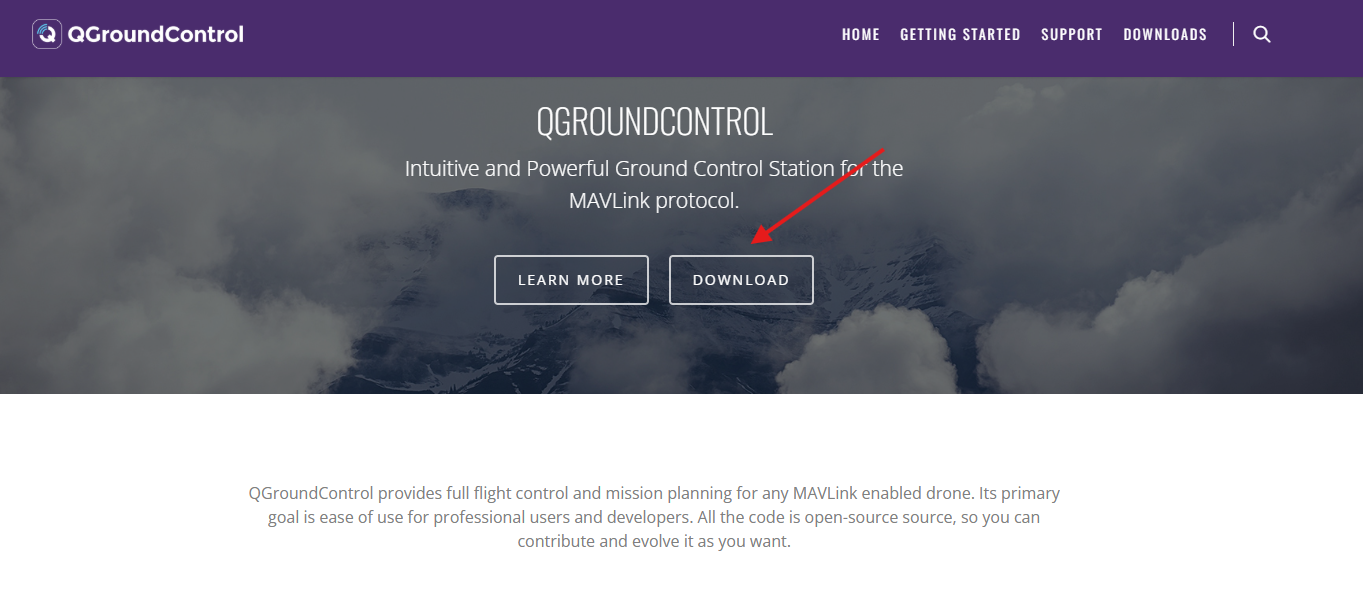 QGroundControl
HOME GETTING STARTED SUPPORT DOWNLOADS
QGROUNDCONTROL
Intuitive and Powerful Ground Control Station for the
MAVLink protocol.
LEARN MORE DOWNLOAD
QGroundControl provides full flight control and mission planning for any MAVLink enabled drone. Its primary
goal is ease of use for professional users and developers. All the code is open-source source, so you can
contribute and evolve it as you want.